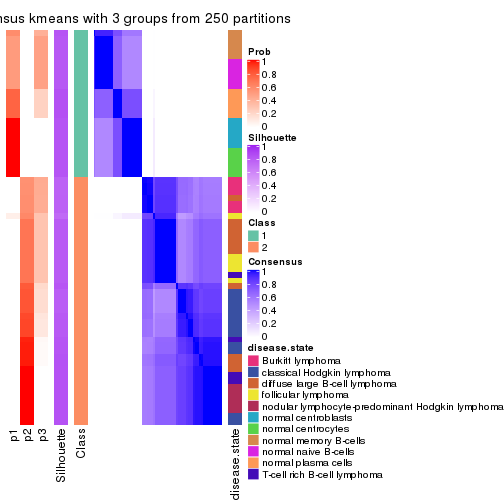 nsus kmeans with 3 groups from 250 partitions
Prob
1
0.8
0.6
0.4
0.2
0
Silhouette
1
0.8
0.6
0.4
0.2
0
Class
1
2
Consensus
1
0.8
0.6
0.4
0.2
0
disease.state
Burkitt lymphoma
classical Hodgkin lymphoma
diffuse large B-cell lymphoma
follicular lymphoma
nodular lymphocyte-predominant Hodgkin lymphoma
normal centroblasts
normal centrocytes
normal memory B-cells
normal naive B-cells
normal plasma cells
T-cell rich B-cell lymphoma
p1
p2
p3
Silhouette
Class
disease.state